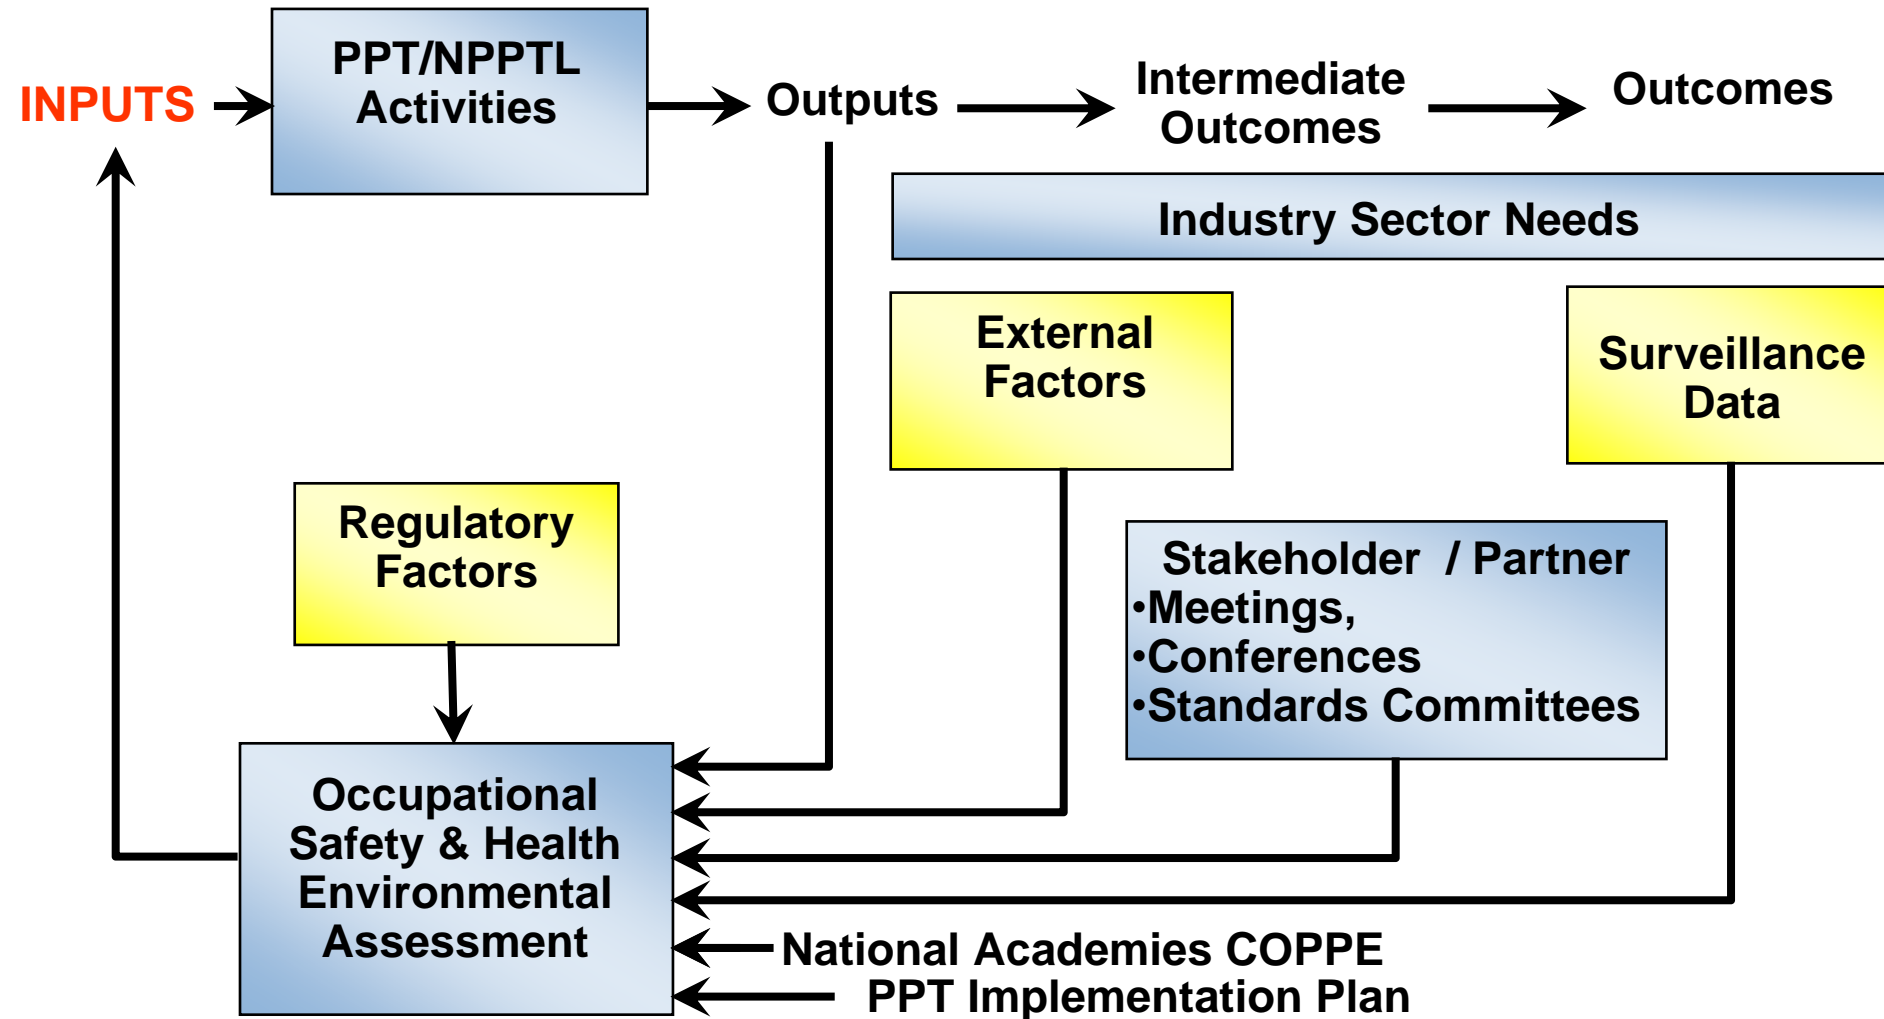 INPUTS
PPT/NPPTL
Activities
Outputs
Intermediate
Outcomes
Outcomes
Industry Sector Needs
External
Factors
Surveillance
Data
Regulatory
Factors
Stakeholder / Partner
•Meetings,
•Conferences
•Standards Committees
Occupational
Safety & Health
Environmental
Assessment
National Academies COPPE
PPT Implementation Plan